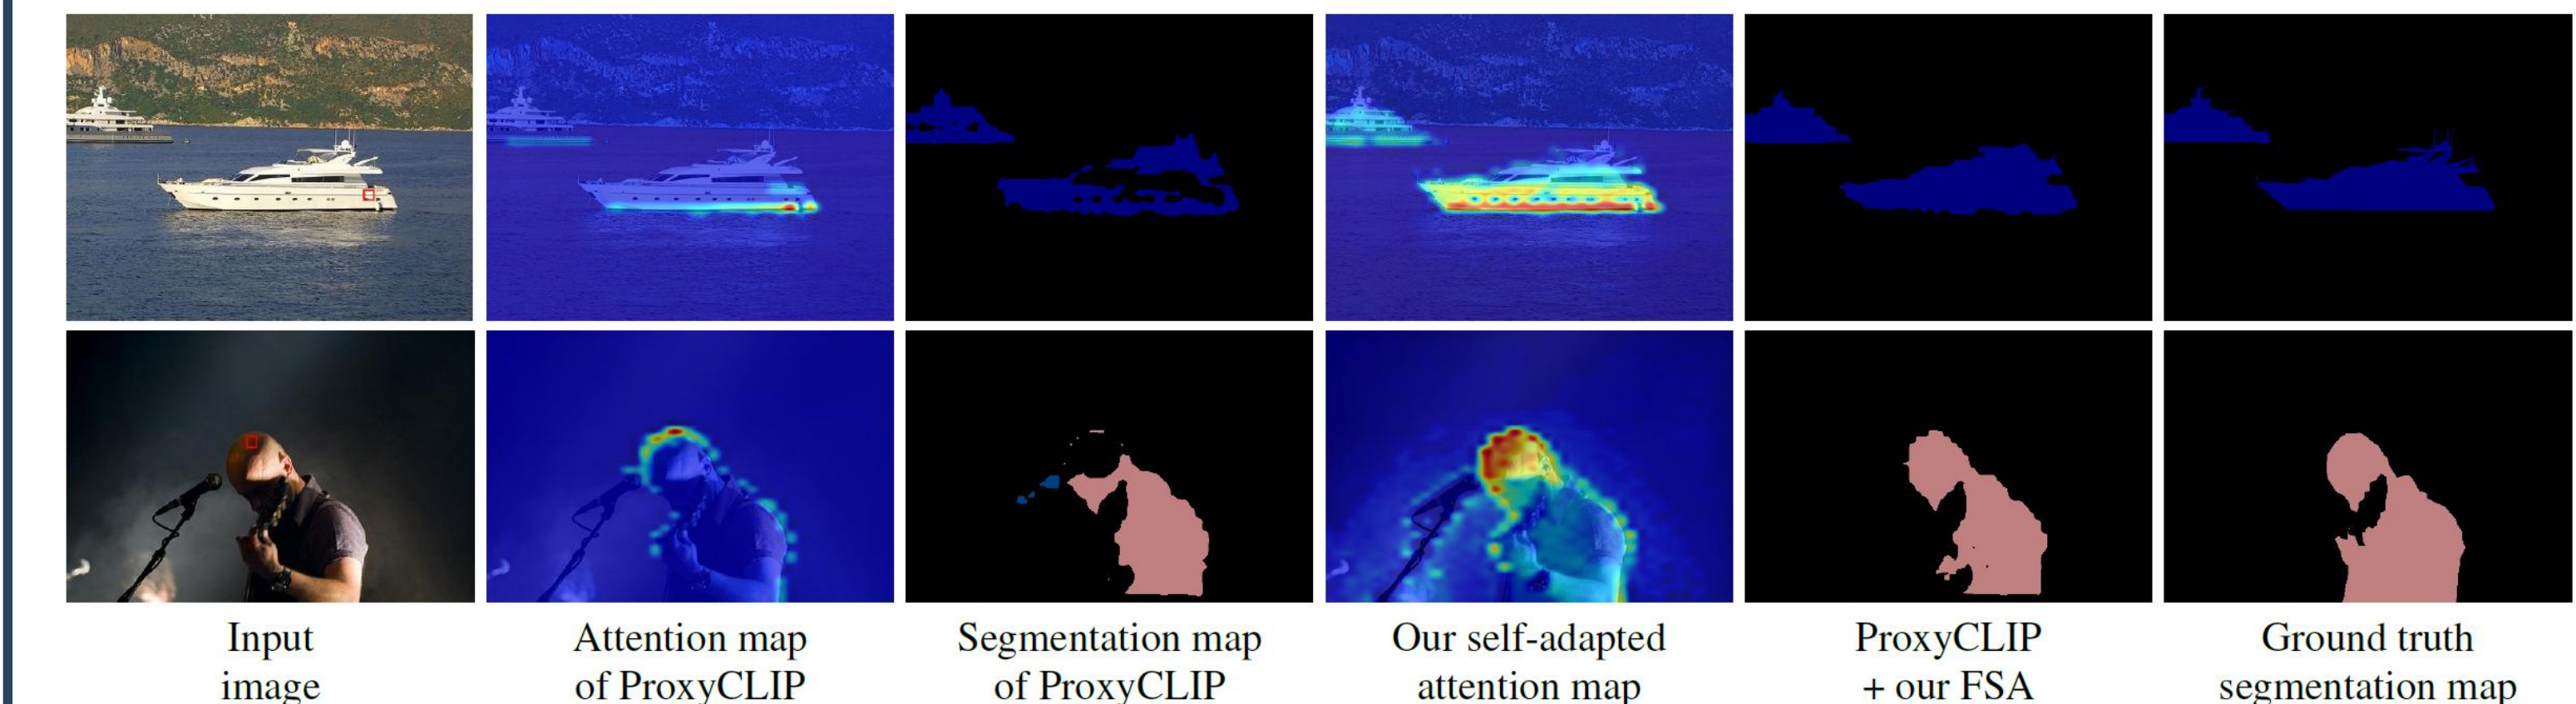 Input
image
Attention map
of ProxyCLIP
Segmentation map
of ProxyCLIP
Our self-adapted
attention map
ProxyCLIP
+ our FSA
Ground truth
segmentation map